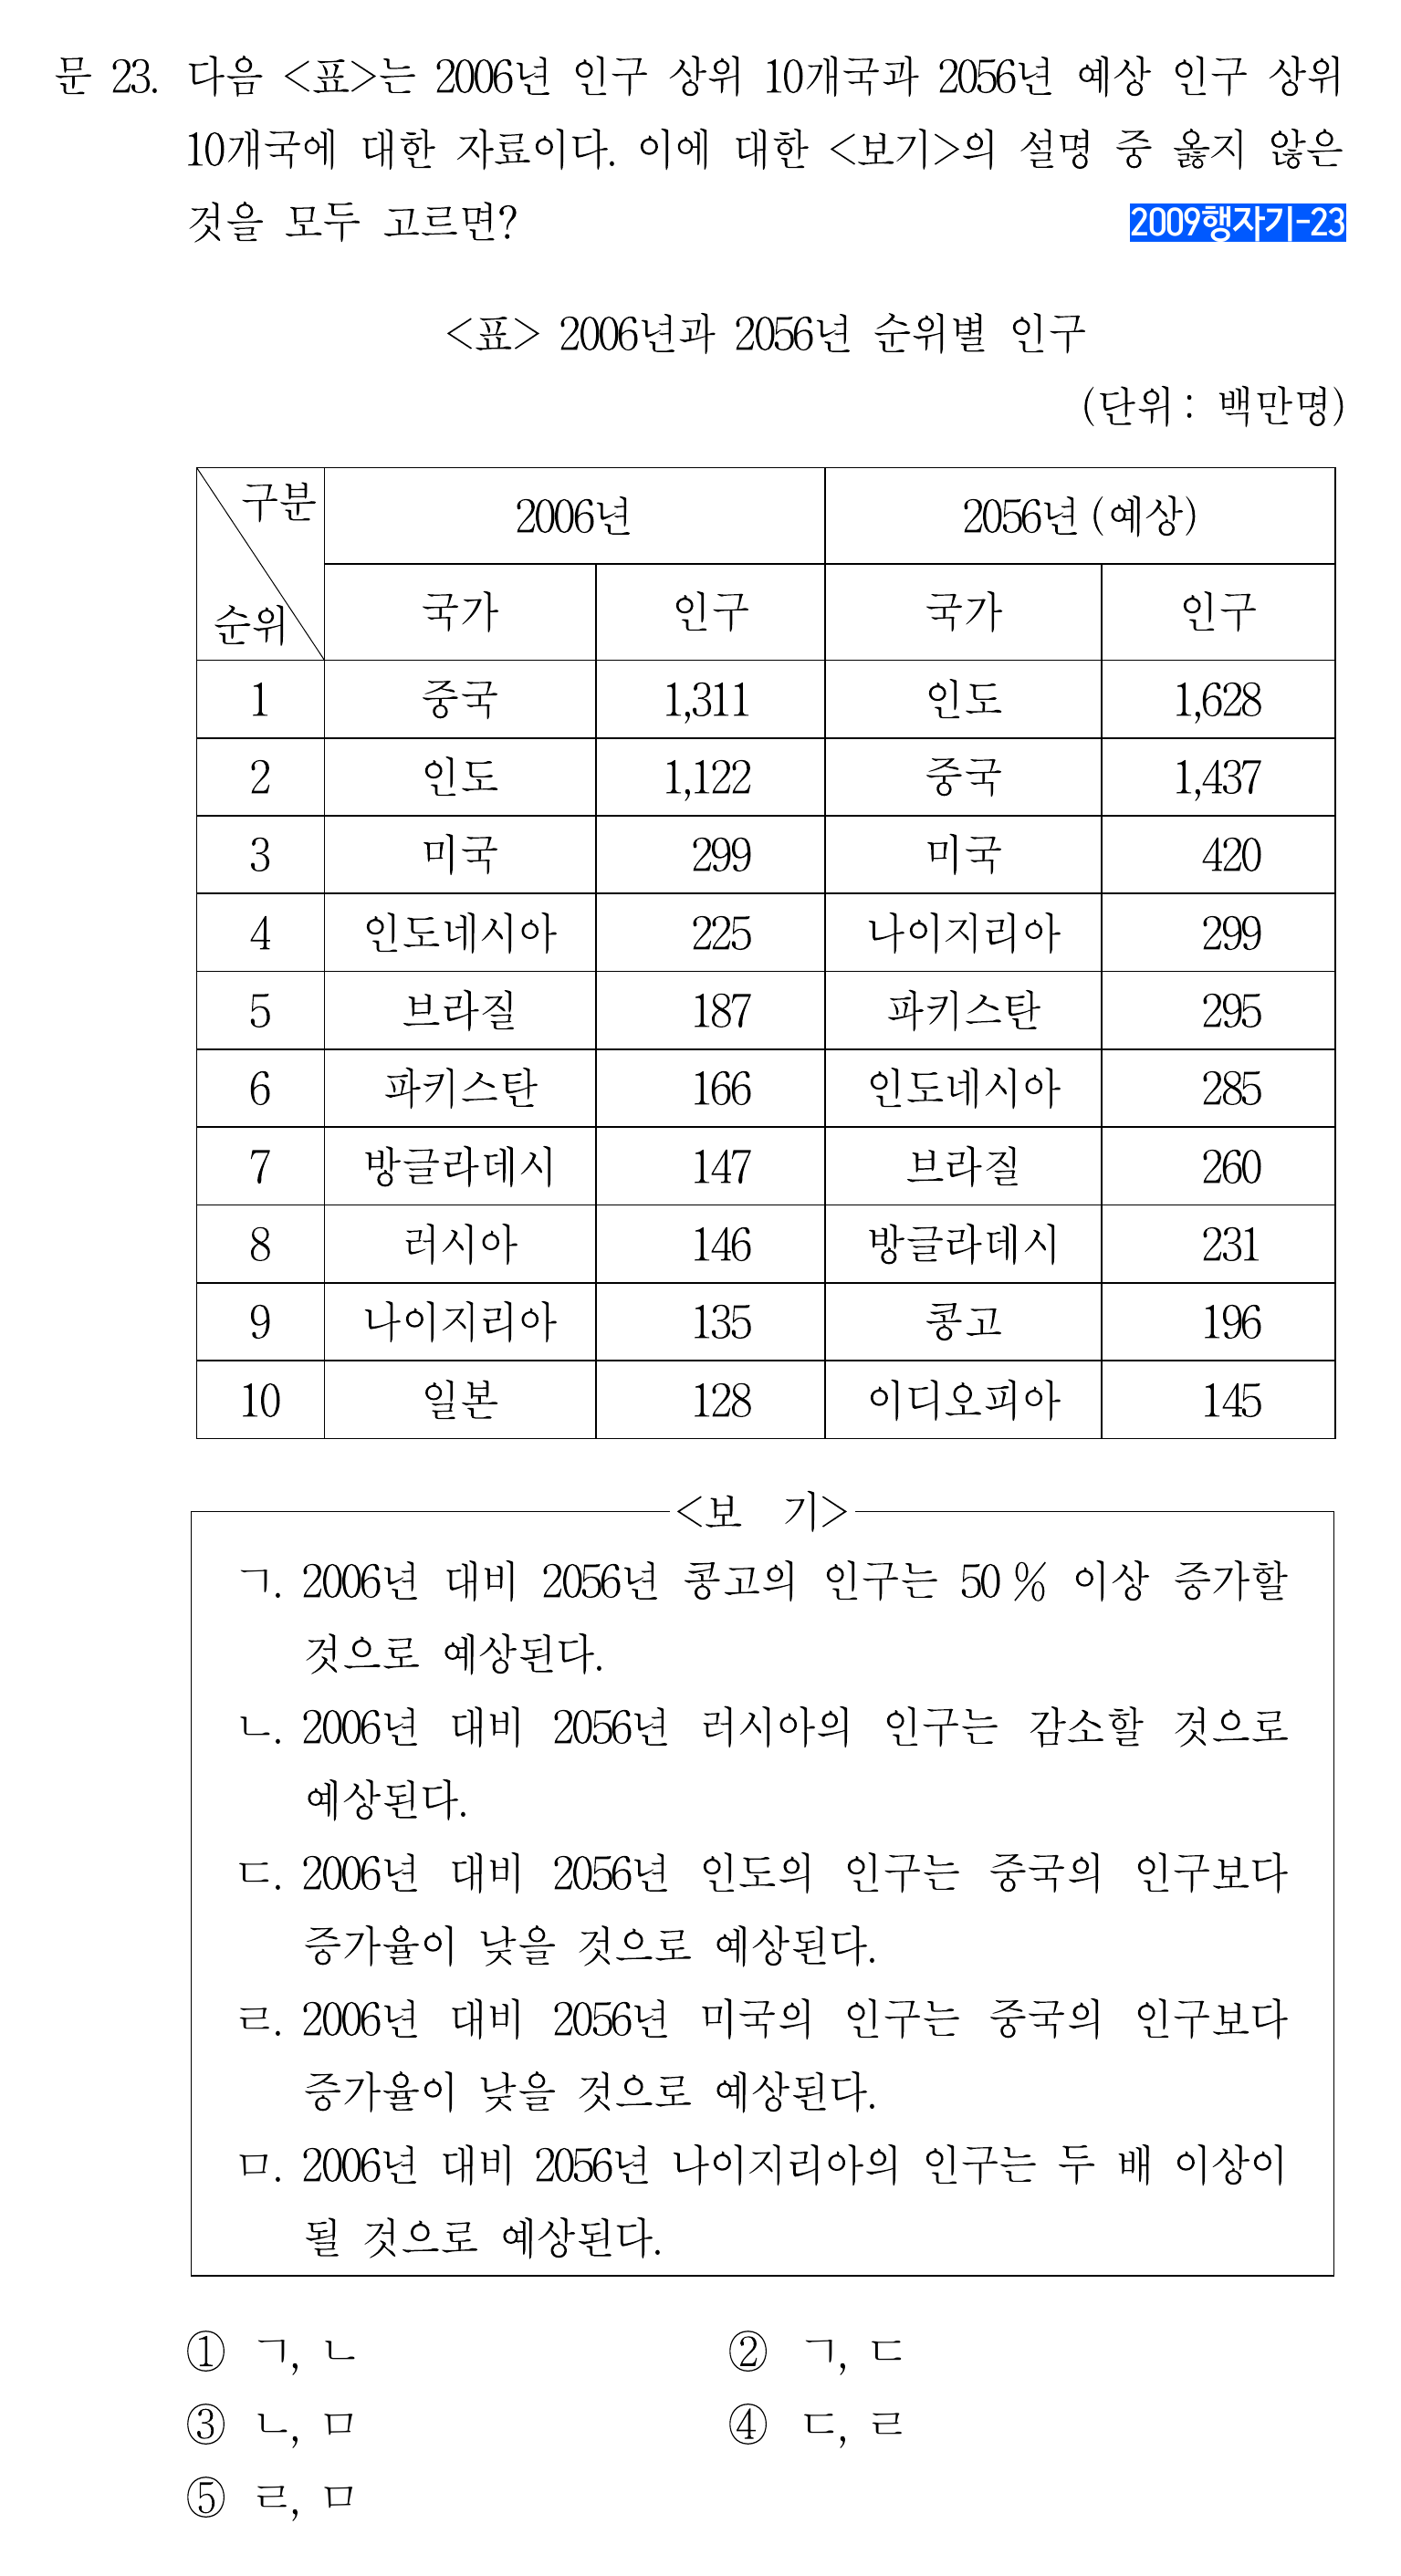 문 23. 다음 <표>는 2006년 인구 상위 10개국과 2056년 예상 인구 상위
10개국에 대한 자료이다. 이에 대한 <보기>의 설명 중 옳지 않은
것을 모두 고르면?
2009행자기-23
<표> 2006년과 2056년 순위별 인구
(단위 : 백만명)
구분 2006년 2056년 (예상)
순위 국가 인구 국가 인구
1 중국 1,311 인도 1,628
2 인도 1,122 중국 1,437
3 미국 299 미국 420
4 인도네시아 225 나이지리아 299
5 브라질 187 파키스탄 295
6 파키스탄 166 인도네시아 285
7 방글라데시 147 브라질 260
8 러시아 146 방글라데시 231
9 나이지리아 135 콩고 196
10 일본 128 이디오피아 145
<보 기>
ㄱ. 2006년 대비 2056년 콩고의 인구는 50 % 이상 증가할
것으로 예상된다.
ㄴ. 2006년 대비 2056년 러시아의 인구는 감소할 것으로
예상된다.
ㄷ. 2006년 대비 2056년 인도의 인구는 중국의 인구보다
증가율이 낮을 것으로 예상된다.
ㄹ. 2006년 대비 2056년 미국의 인구는 중국의 인구보다
증가율이 낮을 것으로 예상된다.
ㅁ. 2006년 대비 2056년 나이지리아의 인구는 두 배 이상이
될 것으로 예상된다.
① ㄱ, ㄴ ② ㄱ, ㄷ
③ ㄴ, ㅁ ④ ㄷ, ㄹ
⑤ ㄹ, ㅁ